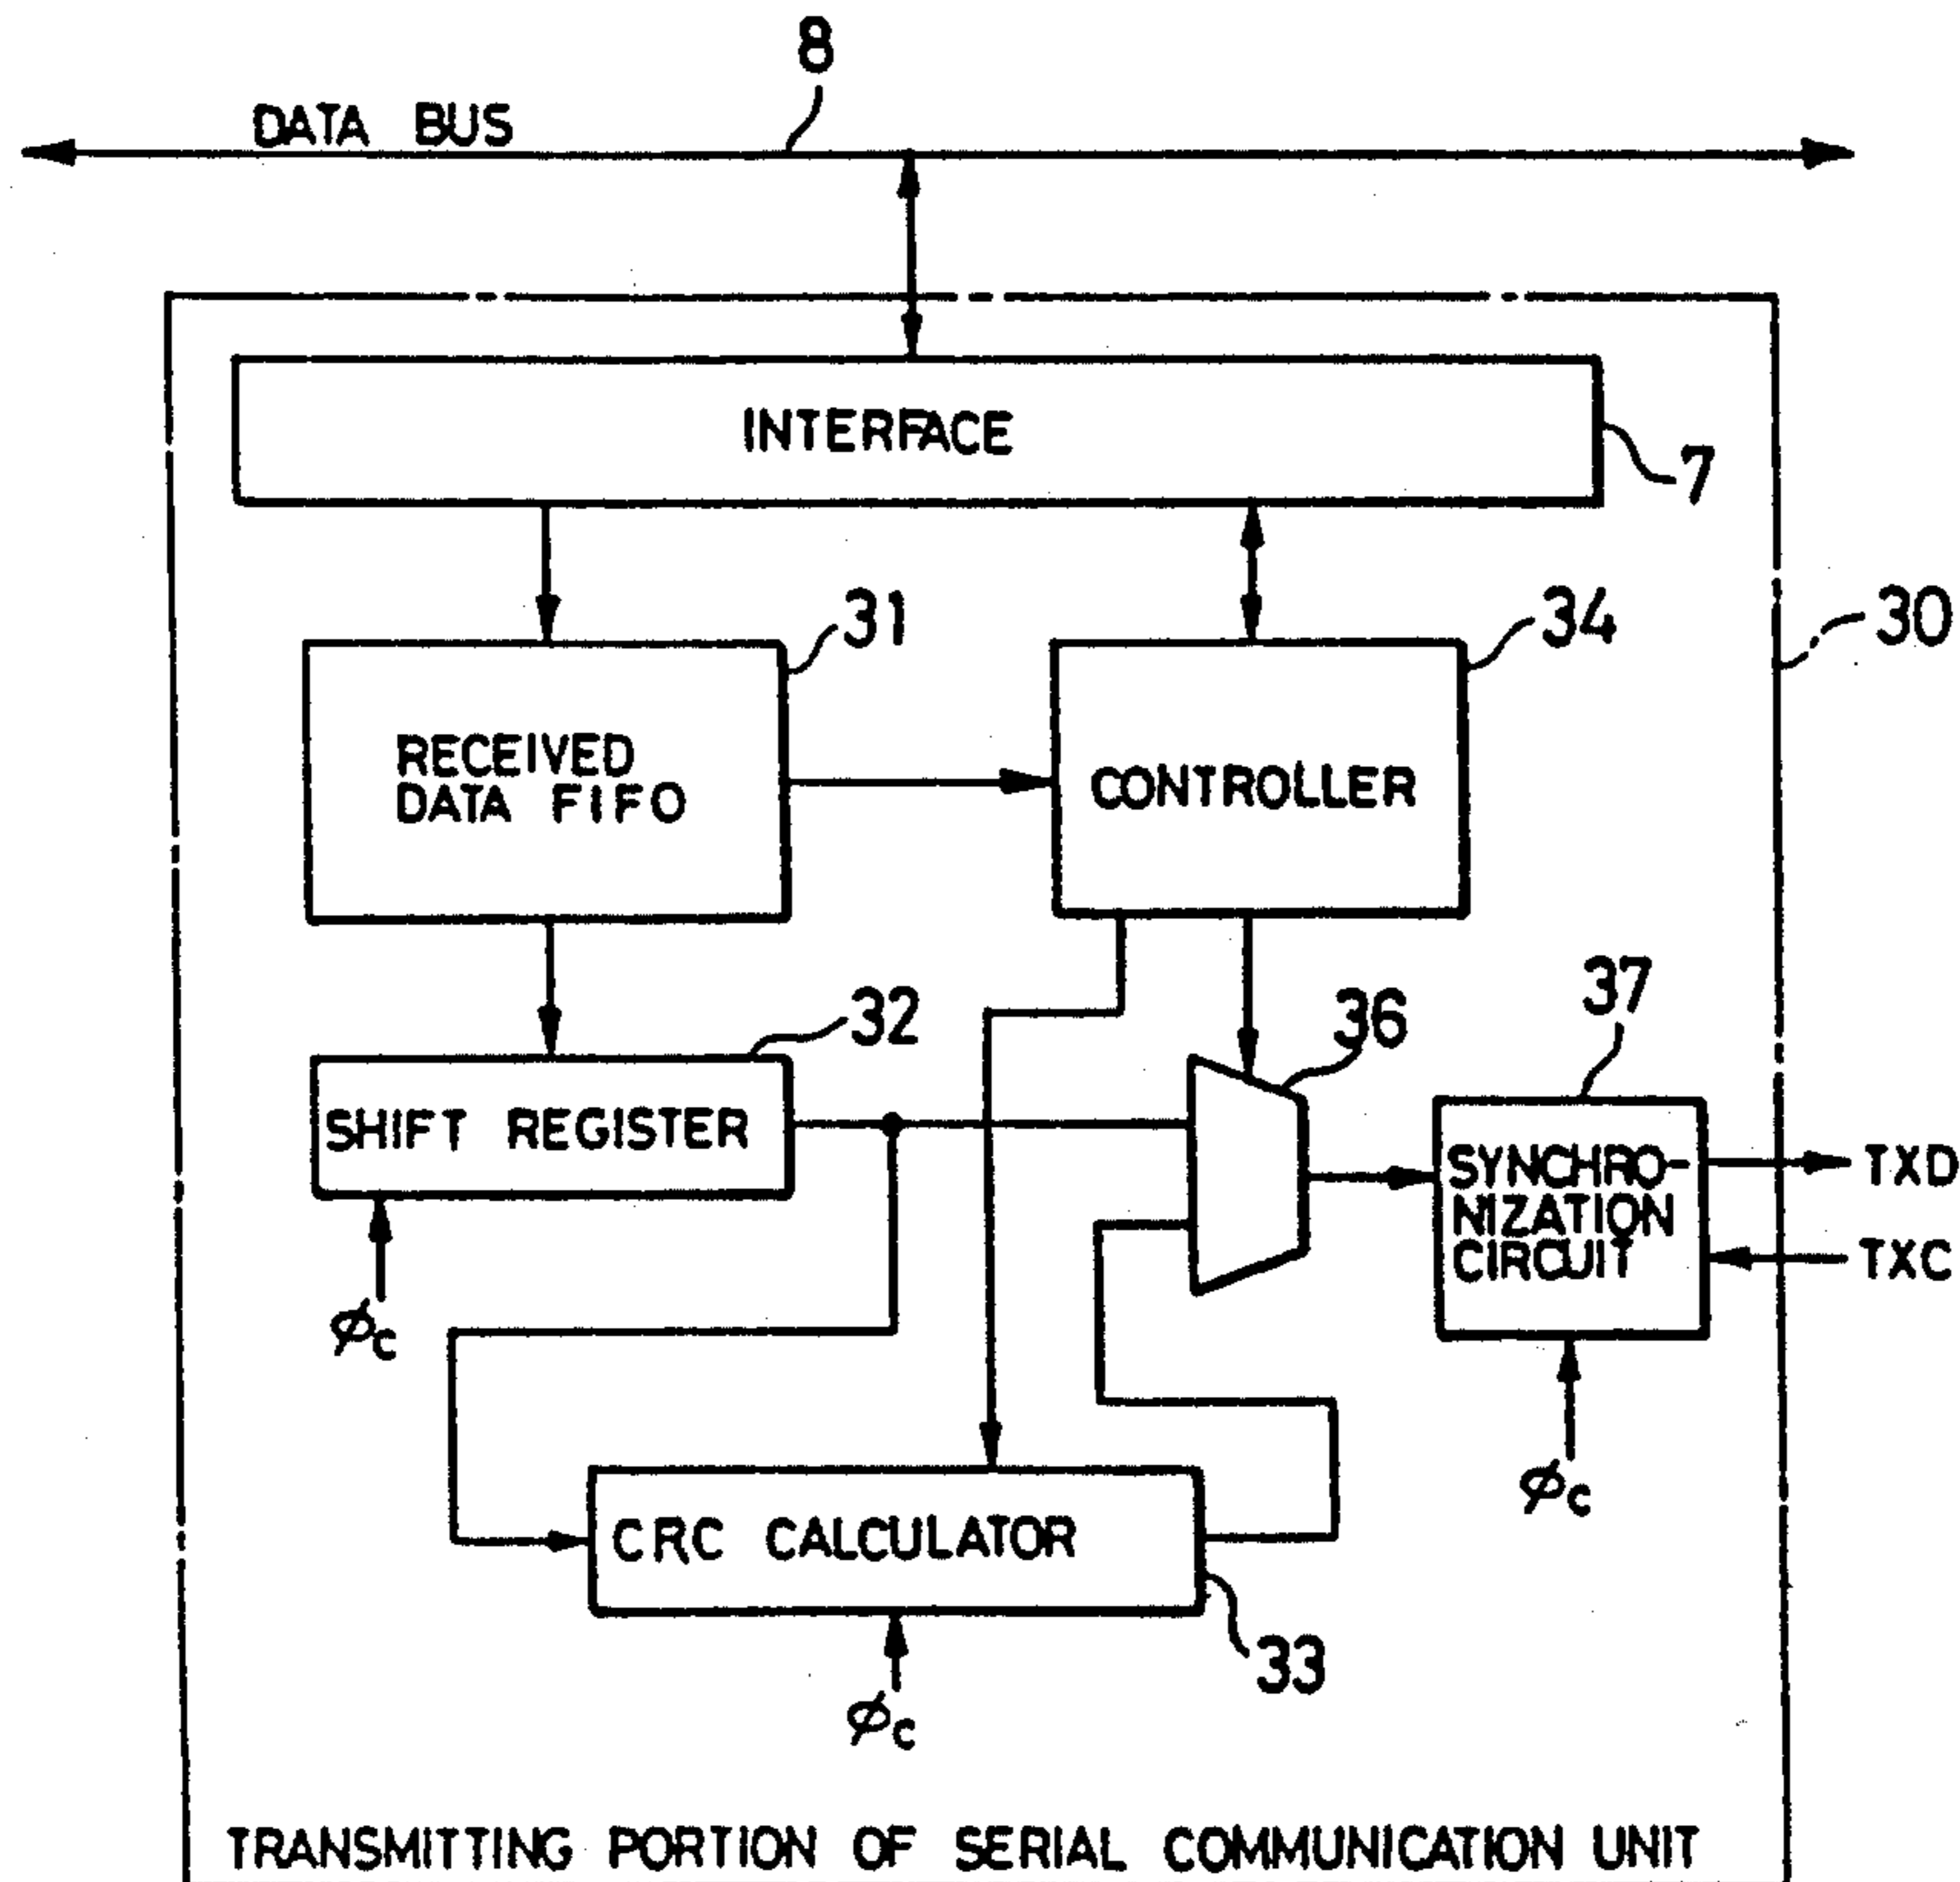 8
DATA BUS
INTERFACE
7
31
34
30
RECEIVED
DATA FIFO
CONTROLLER
32
36
37
SHIFT REGISTER
SYNCHRO-
NIZATION
CIRCUIT
TXD
TXC
φc
φc
CRC CALCULATOR
33
φc
TRANSMITTING PORTION OF SERIAL COMMUNICATION UNIT